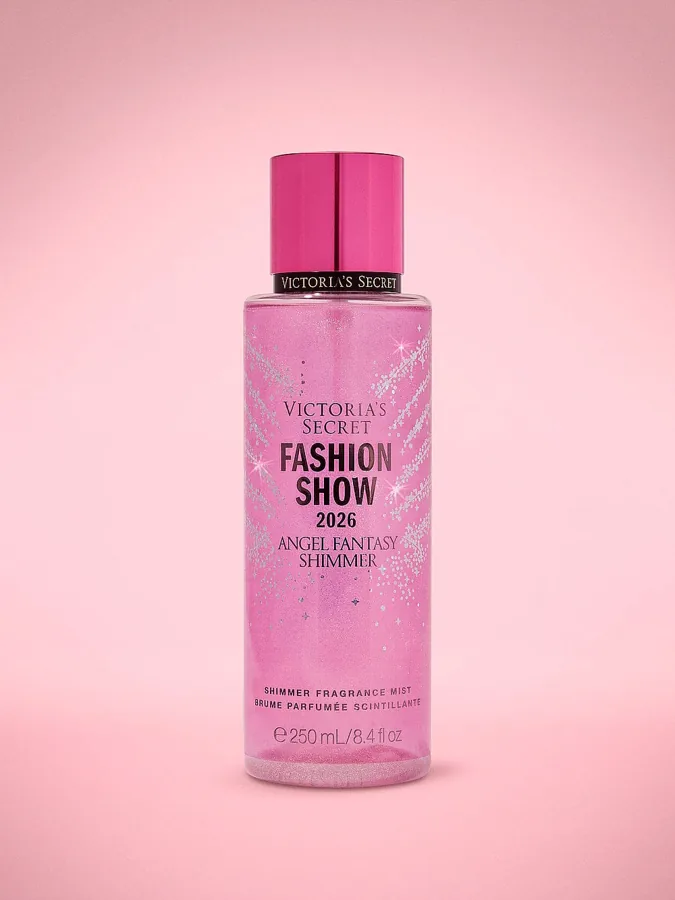 VICTORIA'S SECRET
VICTORIA'S
SECRET
FASHION
SHOW
2026
ANGEL FANTASY
SHIMMER
SHIMMER FRAGRANCE MIST
BRUME PARFUMÉE SCINTILLANTE
℮ 250 mL/8.4 fl oz